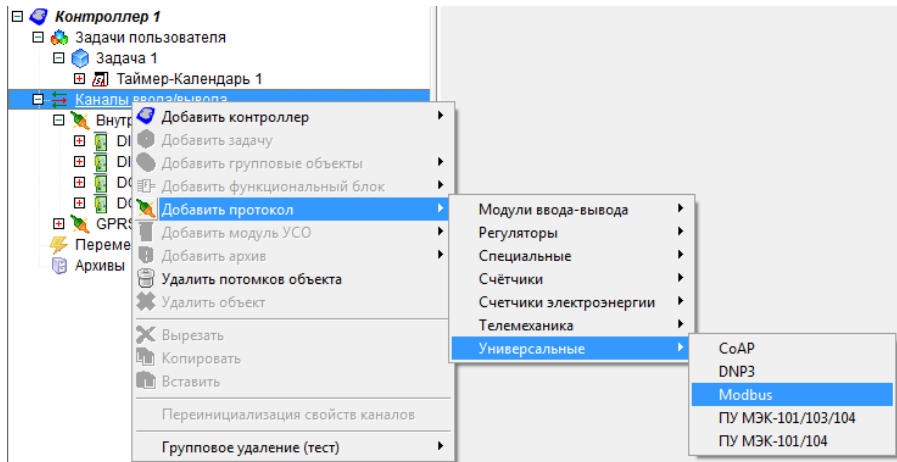 Контроллер 1
Задачи пользователя
Задача 1
Таймер-Календарь 1
Каналы ввода/вывода
Добавить контроллер
Добавить задачу
Добавить групповые объекты
Добавить функциональный блок
Добавить протокол
Модули ввода-вывода
GPRS
Добавить модуль УСО
Регуляторы
Добавить архив
Специальные
Архивы
Удалить потомков объекта
Счётчики
Удалить объект
Счетчики электроэнергии
Телемеханика
Вырезать
Универсальные
CoAP
Копировать
DNP3
Вставить
Modbus
Переинициализация свойств каналов
ПУ МЭК-101/103/104
Групповое удаление (тест)
ПУ МЭК-101/104